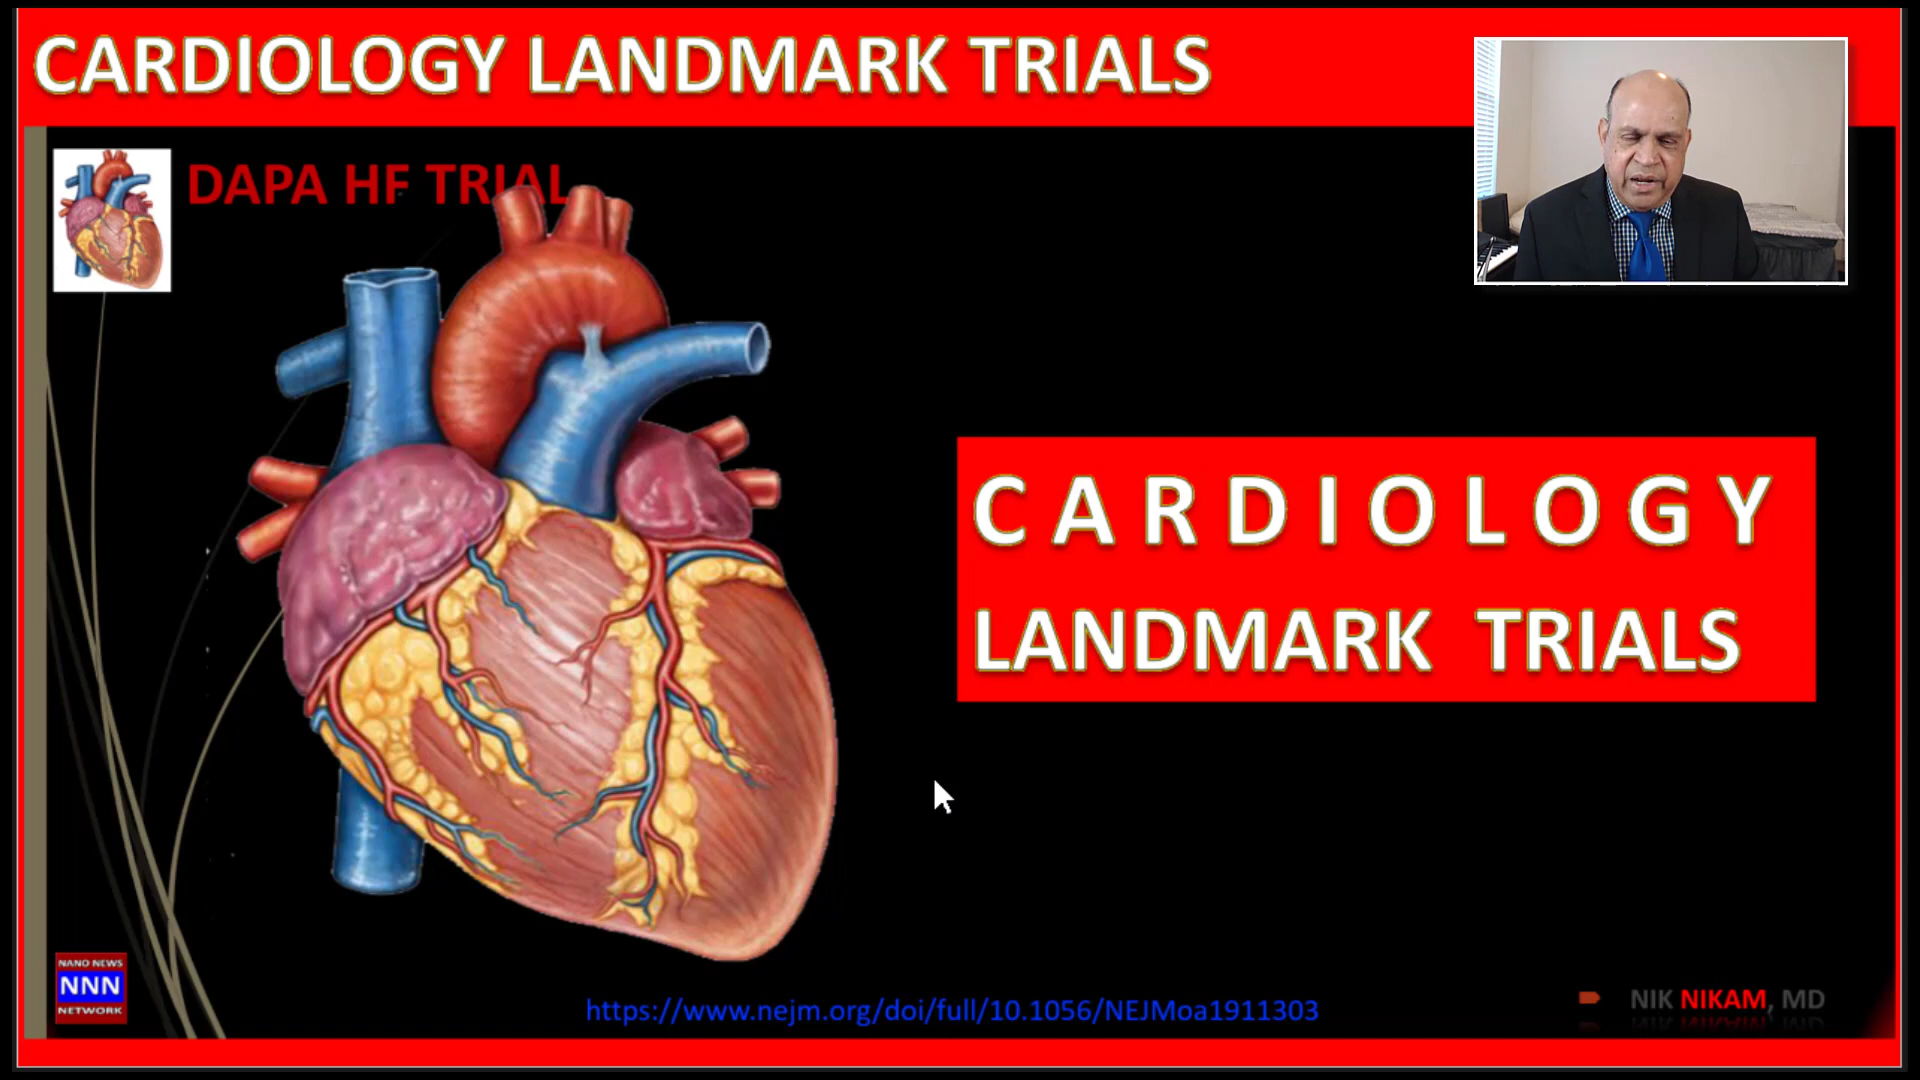 CARDIOLOGY LANDMARK TRIALS
DAPA HF TRIAL
C A R D I O L O G Y
LANDMARK TRIALS
NANO NEWS
NNN
NETWORK
https://www.nejm.org/doi/full/10.1056/NEJMoa1911303
NIK NIKAM, MD